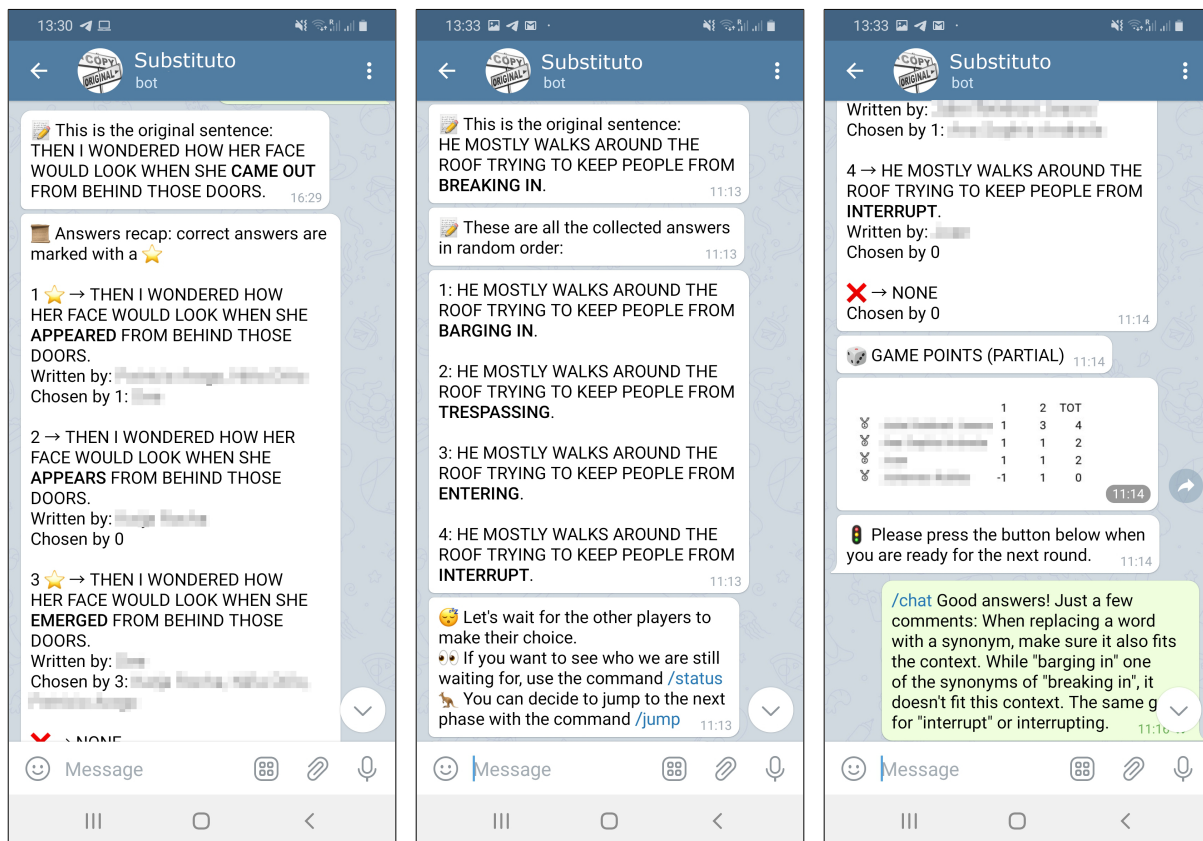 13:30
COPY
ORIGINAL
Substituto
bot
📝 This is the original sentence:
THEN I WONDERED HOW HER FACE
WOULD LOOK WHEN SHE CAME OUT
FROM BEHIND THOSE DOORS.
16:29
📜 Answers recap: correct answers are
marked with a ⭐
1 ⭐ → THEN I WONDERED HOW
HER FACE WOULD LOOK WHEN SHE
APPEARED FROM BEHIND THOSE
DOORS.
Written by:
Chosen by 1:
2 → THEN I WONDERED HOW HER
FACE WOULD LOOK WHEN SHE
APPEARS FROM BEHIND THOSE
DOORS.
Written by:
Chosen by 0
3 ⭐ → THEN I WONDERED HOW
HER FACE WOULD LOOK WHEN SHE
EMERGED FROM BEHIND THOSE
DOORS.
Written by:
Chosen by 3:
❌ → NONE
Message
13:33
COPY
ORIGINAL
Substituto
bot
📝 This is the original sentence:
HE MOSTLY WALKS AROUND THE
ROOF TRYING TO KEEP PEOPLE FROM
BREAKING IN.
11:13
📝 These are all the collected answers
in random order:
11:13
1: HE MOSTLY WALKS AROUND THE
ROOF TRYING TO KEEP PEOPLE FROM
BARGING IN.
2: HE MOSTLY WALKS AROUND THE
ROOF TRYING TO KEEP PEOPLE FROM
TRESPASSING.
3: HE MOSTLY WALKS AROUND THE
ROOF TRYING TO KEEP PEOPLE FROM
ENTERING.
4: HE MOSTLY WALKS AROUND THE
ROOF TRYING TO KEEP PEOPLE FROM
INTERRUPT.
11:13
😴 Let's wait for the other players to
make their choice.
👀 If you want to see who we are still
waiting for, use the command /status
🦘 You can decide to jump to the next
phase with the command /jump
11:13
Message
13:33
COPY
ORIGINAL
Substituto
bot
Written by:
Chosen by 1:
4 → HE MOSTLY WALKS AROUND THE
ROOF TRYING TO KEEP PEOPLE FROM
INTERRUPT.
Written by:
Chosen by 0
❌ → NONE
Chosen by 0
11:14
🎲 GAME POINTS (PARTIAL)
11:14
1 2 TOT
1 3 4
1 1 2
1 1 2
-1 1 0
11:14
🚦 Please press the button below when
you are ready for the next round.
11:14
/chat Good answers! Just a few
comments: When replacing a word
with a synonym, make sure it also fits
the context. While "barging in" one
of the synonyms of "breaking in", it
doesn't fit this context. The same g
for "interrupt" or interrupting.
Message